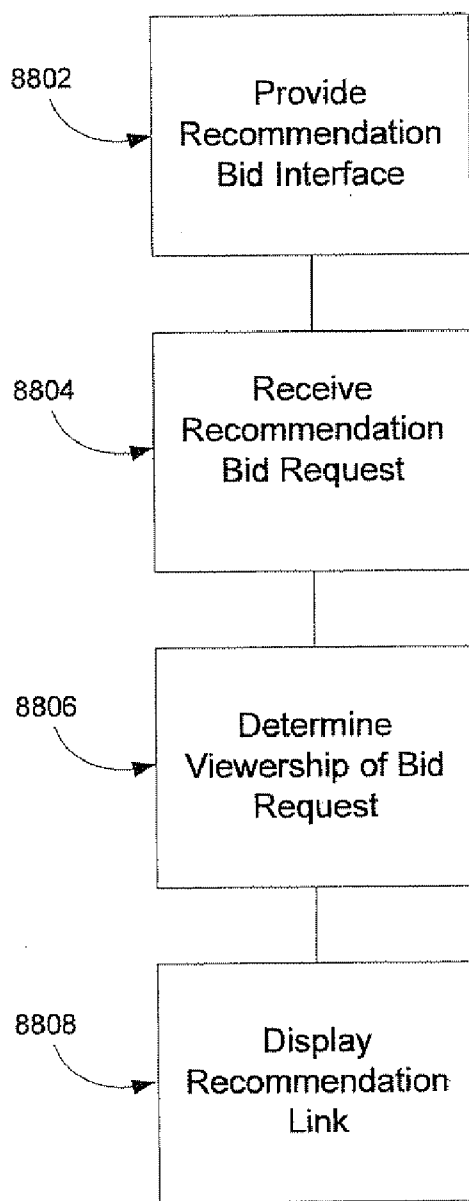 8802
Provide
Recommendation
Bid Interface
8804
Receive
Recommendation
Bid Request
8806
Determine
Viewership of Bid
Request
8808
Display
Recommendation
Link